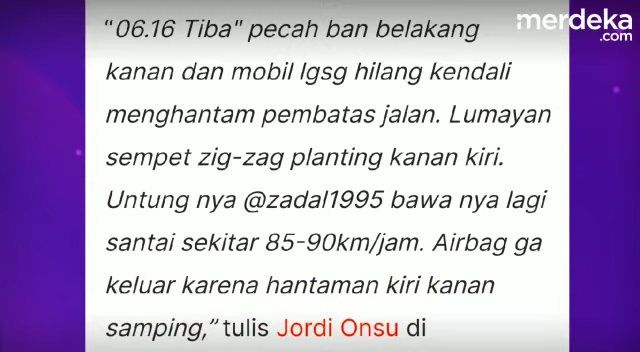 merdeka
.com
“06.16 Tiba" pecah ban belakang
kanan dan mobil lgsg hilang kendali
menghantam pembatas jalan. Lumayan
sempet zig-zag planting kanan kiri.
Untung nya @zadal1995 bawa nya lagi
santai sekitar 85-90km/jam. Airbag ga
keluar karena hantaman kiri kanan
samping,” tulis Jordi Onsu di